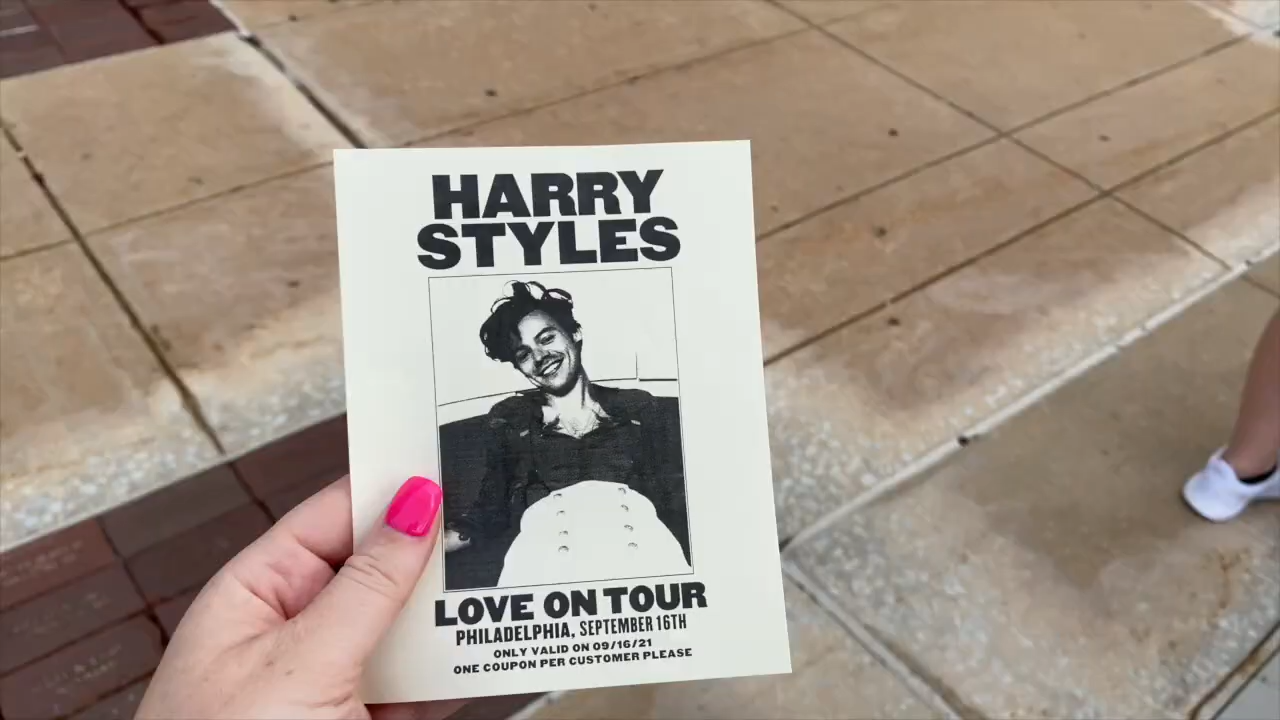 HARRY
STYLES
LOVE ON TOUR
PHILADELPHIA, SEPTEMBER 16TH
ONLY VALID ON 09/16/21
ONE COUPON PER CUSTOMER PLEASE